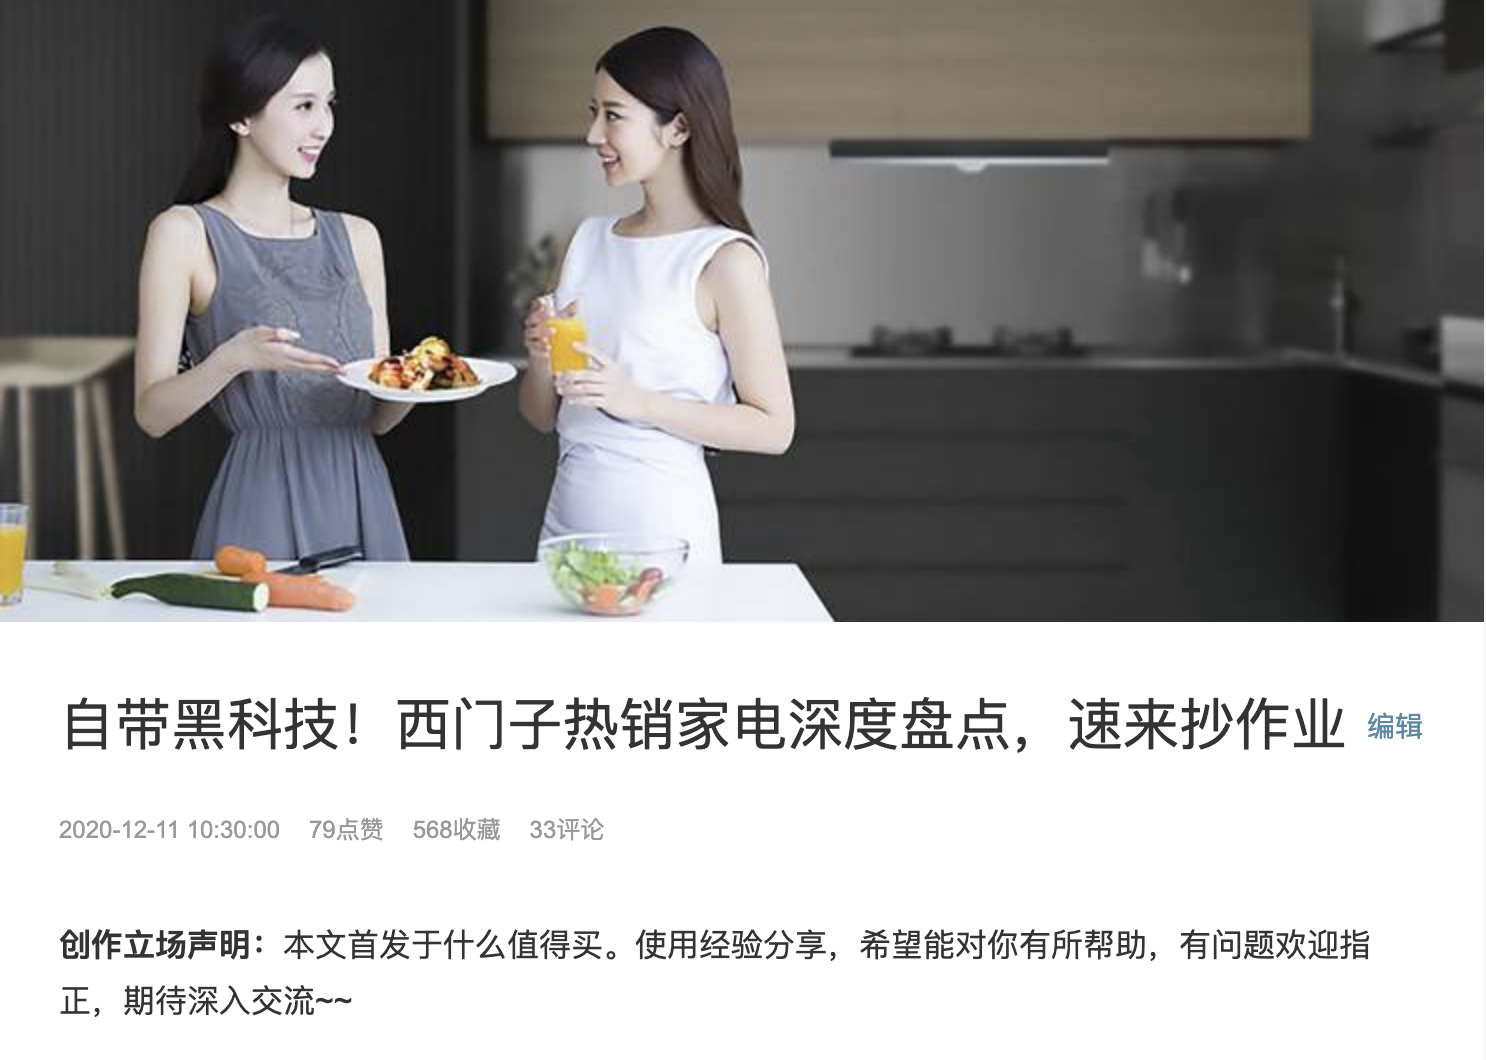 自带黑科技！西门子热销家电深度盘点，速来抄作业 编辑
2020-12-11 10:30:00 79点赞 568收藏 33评论
创作立场声明：本文首发于什么值得买。使用经验分享，希望能对你有所帮助，有问题欢迎指
正，期待深入交流~~